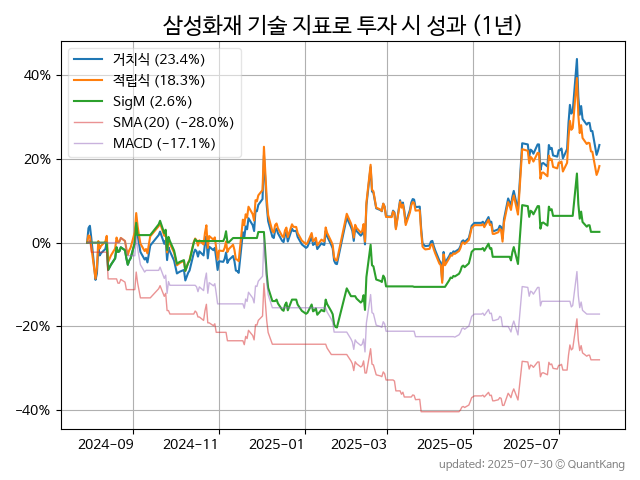 삼성화재 기술 지표로 투자 시 성과 (1년)
거치식 (23.4%)
적립식 (18.3%)
SigM (2.6%)
SMA(20) (−28.0%)
MACD (−17.1%)
40%
20%
0%
−20%
−40%
2024-09 2024-11 2025-01 2025-03 2025-05 2025-07
updated: 2025-07-30 © QuantKang